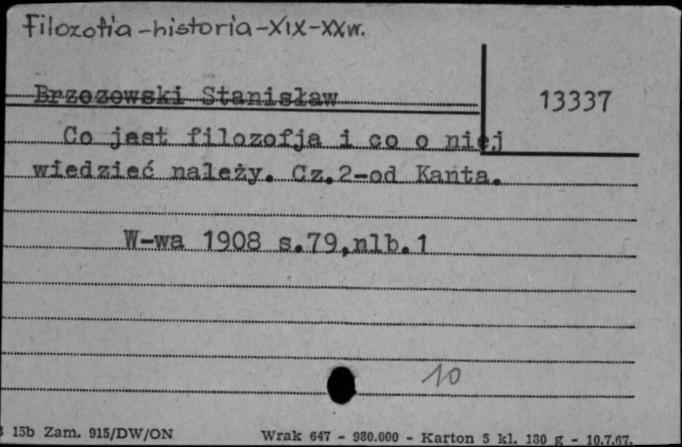 Filozofia-historia-XIX-XXw.
Brzozowski Stanisław
13337
Co jest filozofja i co o niej
wiedzieć należy. Cz.2-od Kanta.
W-wa 1908 s.79,nlb.1
10
15b Zam. 915/DW/ON
Wrak 647 - 930.000 - Karton 5 kl. 130 g - 10.7.67.